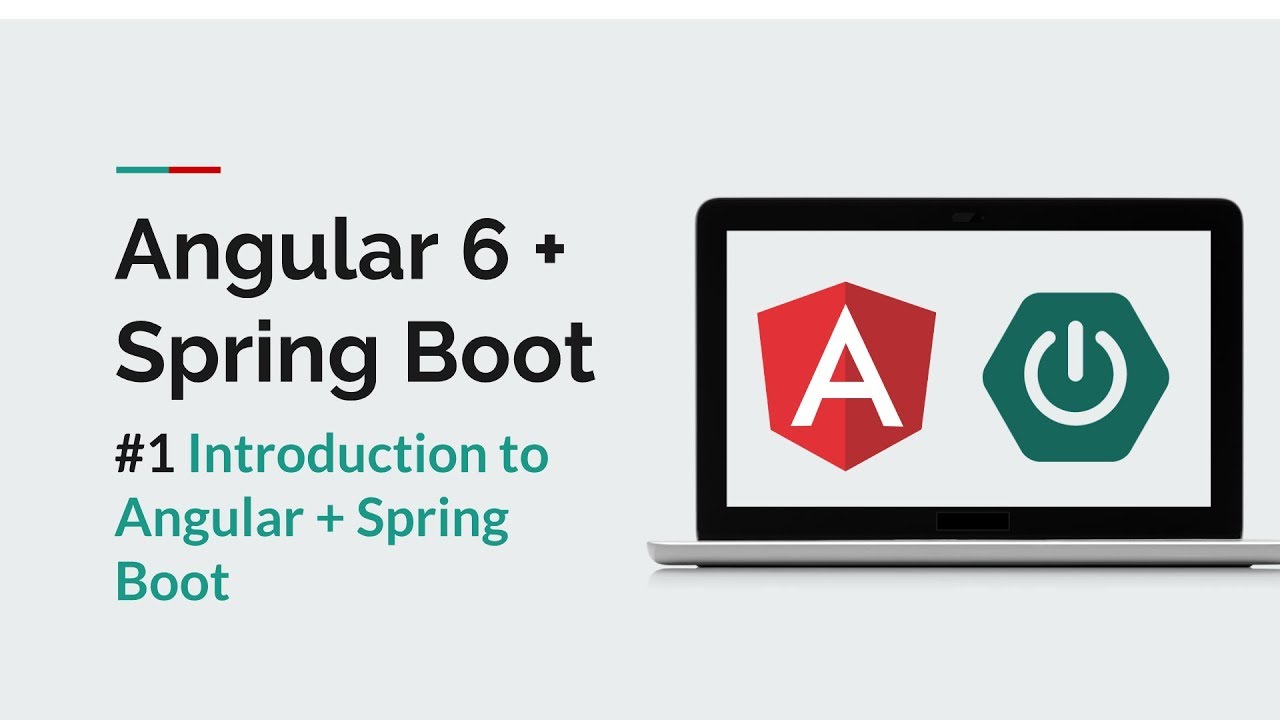 Angular 6 +
Spring Boot
#1 Introduction to
Angular + Spring
Boot